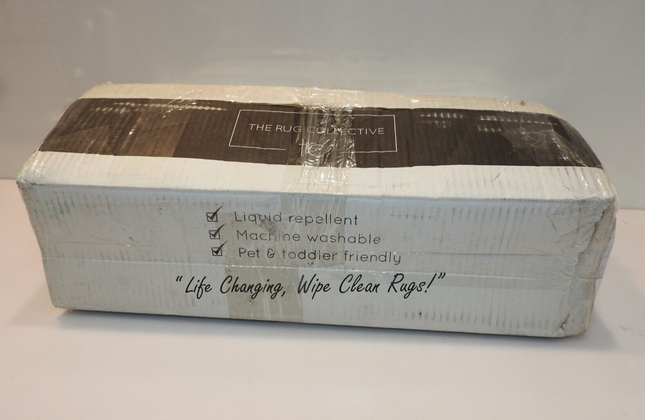 THE RUG COLLECTIVE
Liquid repellent
Machine washable
Pet & toddler friendly
"Life Changing, Wipe Clean Rugs!"